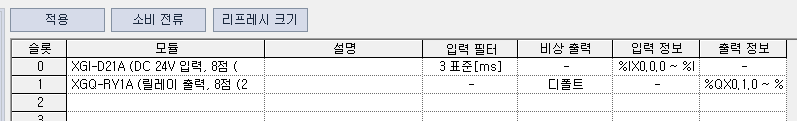 적용 소비 전류 리프레시 크기
슬롯 모듈 설명 입력 필터 비상 출력 입력 정보 출력 정보
0 XGI-D21A (DC 24V 입력, 8점 ( 3 표준[ms] - %IX0.0.0 ~ %I -
1 XGQ-RY1A (릴레이 출력, 8점 (2 - 디폴트 - %QX0.1.0 ~ %
2
3